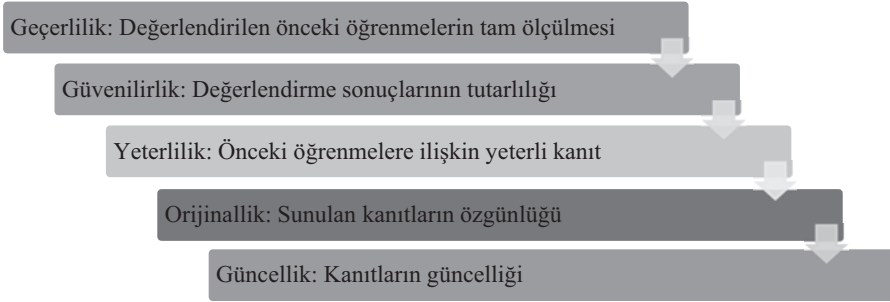 Geçerlilik: Değerlendirilen önceki öğrenmelerin tam ölçülmesi
Güvenilirlik: Değerlendirme sonuçlarının tutarlılığı
Yeterlilik: Önceki öğrenmelere ilişkin yeterli kanıt
Orijinallik: Sunulan kanıtların özgünlüğü
Güncellik: Kanıtların güncelliği